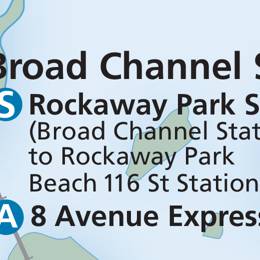 Broad Channel S
S Rockaway Park S
(Broad Channel Stat
to Rockaway Park
Beach 116 St Station
A 8 Avenue Express